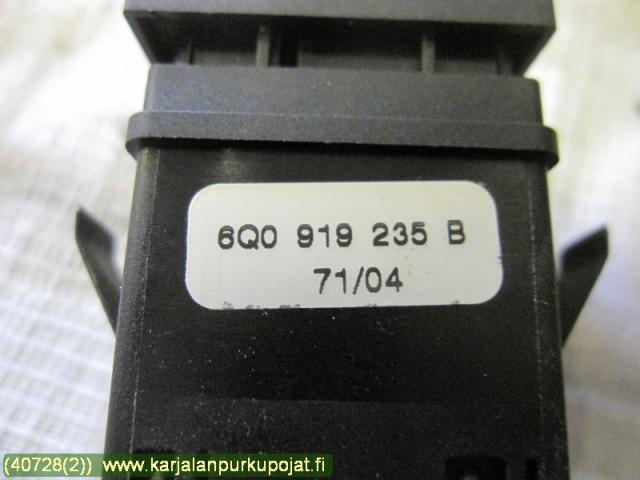 6Q0 919 235 B
71/04
(40728(2)) www.karjalanpurkupojat.fi